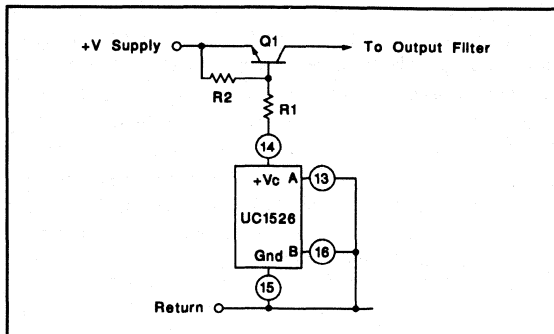 +V Supply
Q1
To Output Filter
R2
R1
14
+Vc A 13
UC1526
Gnd B 16
15
Return